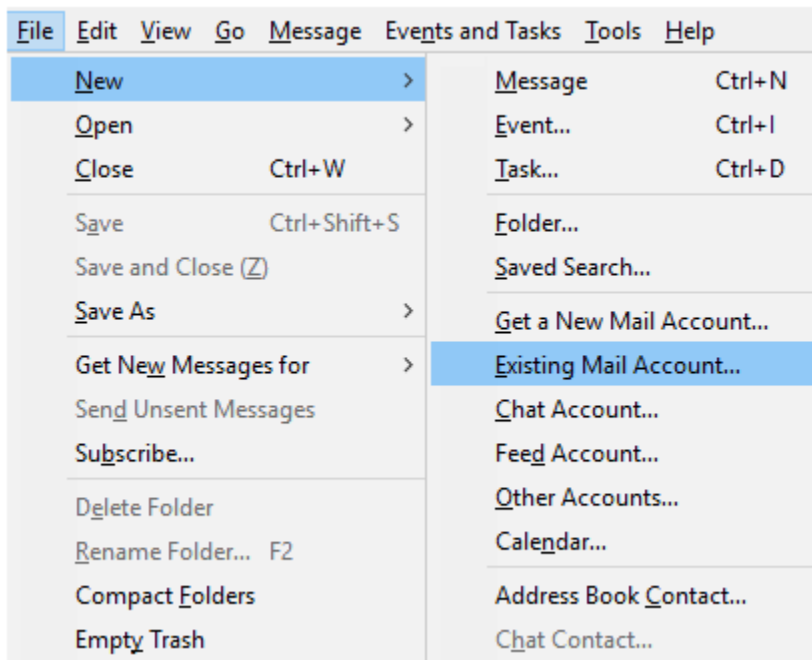 File Edit View Go Message Events and Tasks Tools Help
New >
Open >
Close Ctrl+W
Save Ctrl+Shift+S
Save and Close (Z)
Save As >
Get New Messages for >
Send Unsent Messages
Subscribe...
Delete Folder
Rename Folder... F2
Compact Folders
Empty Trash
Message Ctrl+N
Event... Ctrl+I
Task... Ctrl+D
Folder...
Saved Search...
Get a New Mail Account...
Existing Mail Account...
Chat Account...
Feed Account...
Other Accounts...
Calendar...
Address Book Contact...
Chat Contact...